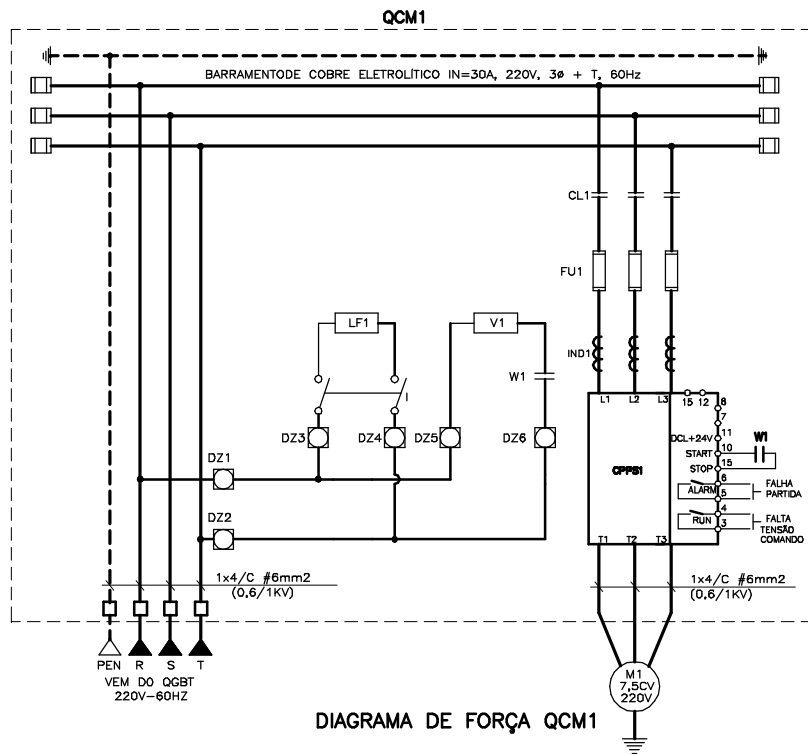 QCM1
BARRAMENTODE COBRE ELETROLÍTICO IN=30A, 220V, 3ø + T, 60Hz
CL1
FU1
LF1
V1
IND1
W1
L1 L2 L3
15 12
8
7
DZ3 DZ4 DZ5 DZ6
DCL+24V 11
START 10
W1
STOP 15
DZ1
CPPS1
6
ALARM
5
FALHA
PARTIDA
DZ2
4
RUN
3
FALTA
TENSÃO
COMANDO
T1 T2 T3
1x4/C #6mm2
(0,6/1KV)
1x4/C #6mm2
(0,6/1KV)
PEN R S T
VEM DO QGBT
220V-60HZ
M1
7,5CV
220V
DIAGRAMA DE FORÇA QCM1